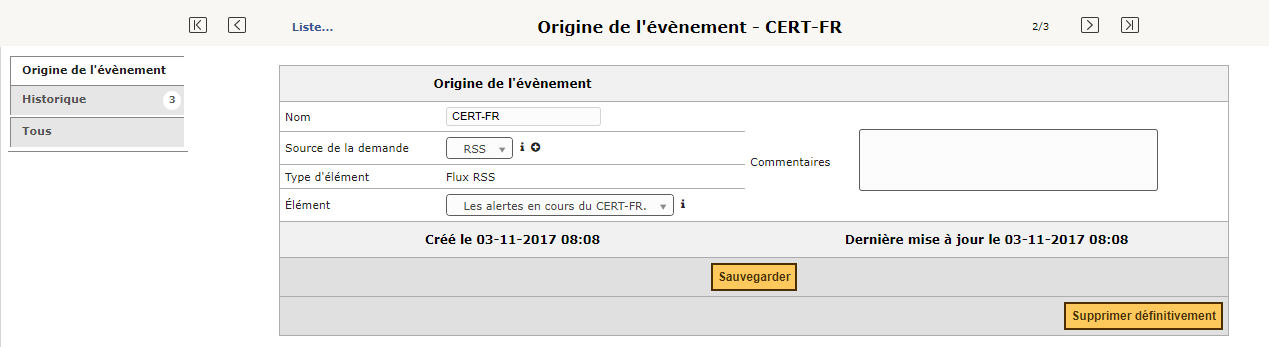 Liste...
Origine de l'évènement - CERT-FR
2/3
Origine de l'évènement
Historique 3
Tous
Origine de l'évènement
Nom CERT-FR
Source de la demande RSS
Type d'élément Flux RSS
Élément Les alertes en cours du CERT-FR.
Commentaires
Créé le 03-11-2017 08:08 Dernière mise à jour le 03-11-2017 08:08
Sauvegarder
Supprimer définitivement